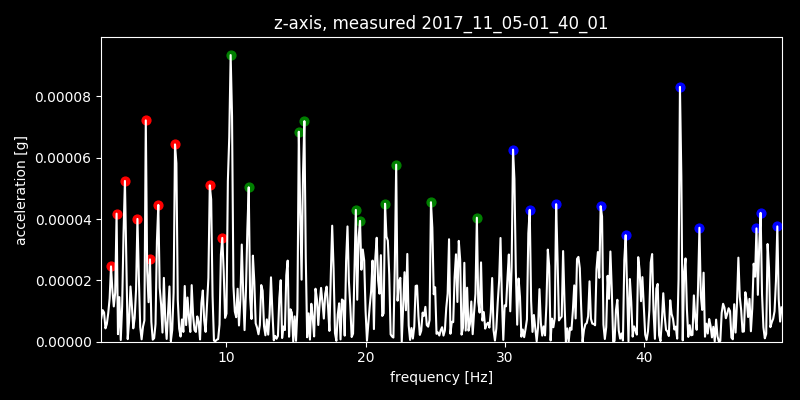 z-axis, measured 2017_11_05-01_40_01
acceleration [g]
0.00008
0.00006
0.00004
0.00002
0.00000
10 20 30 40
frequency [Hz]